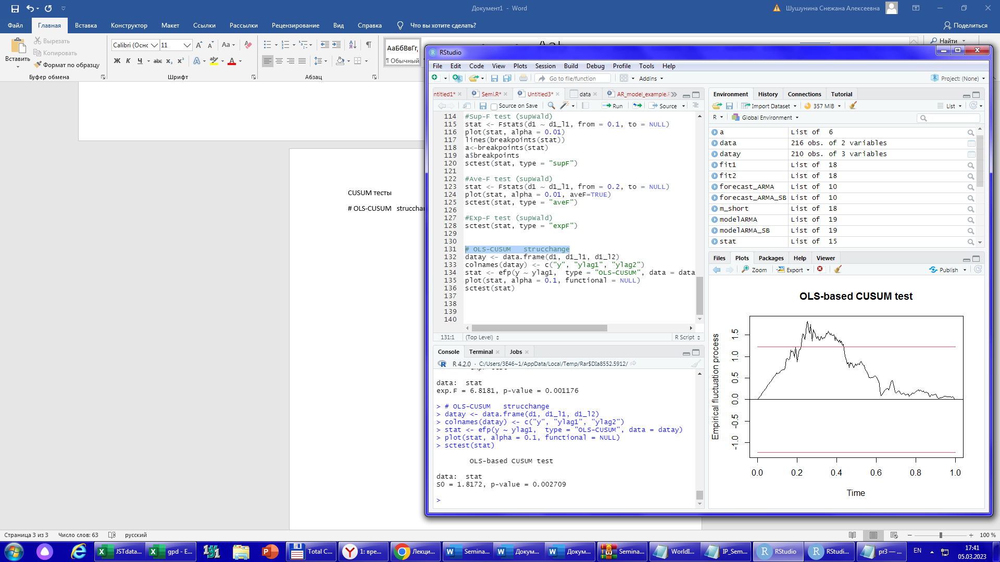 Документ1 - Word
Шушунина Снежана Алексеевна
Файл Главная Вставка Конструктор Макет Ссылки Рассылки Рецензирование Вид Справка Что вы хотите сделать? Поделиться
Вставить
Вырезать
Копировать
Формат по образцу
Буфер обмена
Calibri (Оснс 11
Ж К Ч abc x₂ x²
Шрифт
Абзац
АаБбВвГг,
¶ Обычный
Найти
CUSUM тесты
# OLS-CUSUM strucchan
Страница 3 из 3 Число слов: 63 русский
100 %
RStudio
File Edit Code View Plots Session Build Debug Profile Tools Help
Go to file/function Addins Project: (None)
ntitled1* Semi.R* Untitled3* data AR_model_example.R
Source on Save Run Source
114 #Sup-F test (supWald)
115 stat <- Fstats(d1 ~ d1_l1, from = 0.1, to = NULL)
116 plot(stat, alpha = 0.01)
117 lines(breakpoints(stat))
118 a<-breakpoints(stat)
119 a$breakpoints
120 sctest(stat, type = "supF")
121
122 #Ave-F test (supWald)
123 stat <- Fstats(d1 ~ d1_l1, from = 0.2, to = NULL)
124 plot(stat, alpha = 0.01, aveF=TRUE)
125 sctest(stat, type = "aveF")
126
127 #Exp-F test (supWald)
128 sctest(stat, type = "expF")
129
130
131 # OLS-CUSUM   strucchange
132 datay <- data.frame(d1, d1_l1, d1_l2)
133 colnames(datay) <- c("y", "ylag1", "ylag2")
134 stat <- efp(y ~ ylag1,  type = "OLS-CUSUM", data = data
135 plot(stat, alpha = 0.1, functional = NULL)
136 sctest(stat)
137
138
139
140
131:1 (Top Level) R Script
Console Terminal Jobs
R 4.2.0 · C:/Users/3E46~1/AppData/Local/Temp/Rar$DIa8552.5912/
data:  stat
exp.F = 6.8181, p-value = 0.001176
> # OLS-CUSUM   strucchange
> datay <- data.frame(d1, d1_l1, d1_l2)
> colnames(datay) <- c("y", "ylag1", "ylag2")
> stat <- efp(y ~ ylag1,  type = "OLS-CUSUM", data = datay)
> plot(stat, alpha = 0.1, functional = NULL)
> sctest(stat)
OLS-based CUSUM test
data:  stat
S0 = 1.8172, p-value = 0.002709
>
Environment History Connections Tutorial
Import Dataset 357 MiB List
R Global Environment
a List of  6
data 216 obs. of 2 variables
datay 210 obs. of 3 variables
fit1 List of  18
fit2 List of  18
forecast_ARMA List of  10
forecast_ARMA_SB List of  10
m_short List of  18
modelARMA List of  19
modelARMA_SB List of  19
stat List of  15
Files Plots Packages Help Viewer
Zoom Export Publish
OLS-based CUSUM test
Empirical fluctuation process
1.5
1.0
0.5
0.0
-0.5
-1.0
0.0 0.2 0.4 0.6 0.8 1.0
Time
JSTdata... gpd - E... Total C... 1: вре... Лекци... Semina... Докум... Докум... Semina... WorldI... IP_Sem... RStudio RStudi... pr3 — ... EN
17:41
05.03.2023